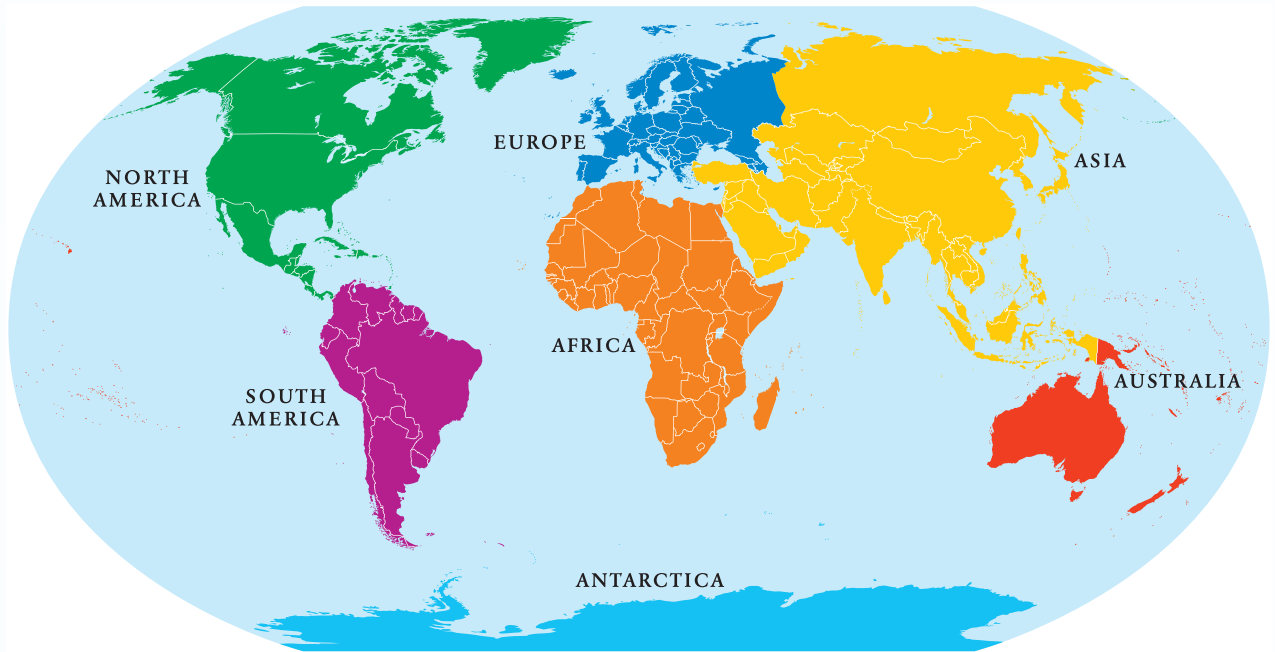 EUROPE
ASIA
NORTH
AMERICA
AFRICA
AUSTRALIA
SOUTH
AMERICA
ANTARCTICA